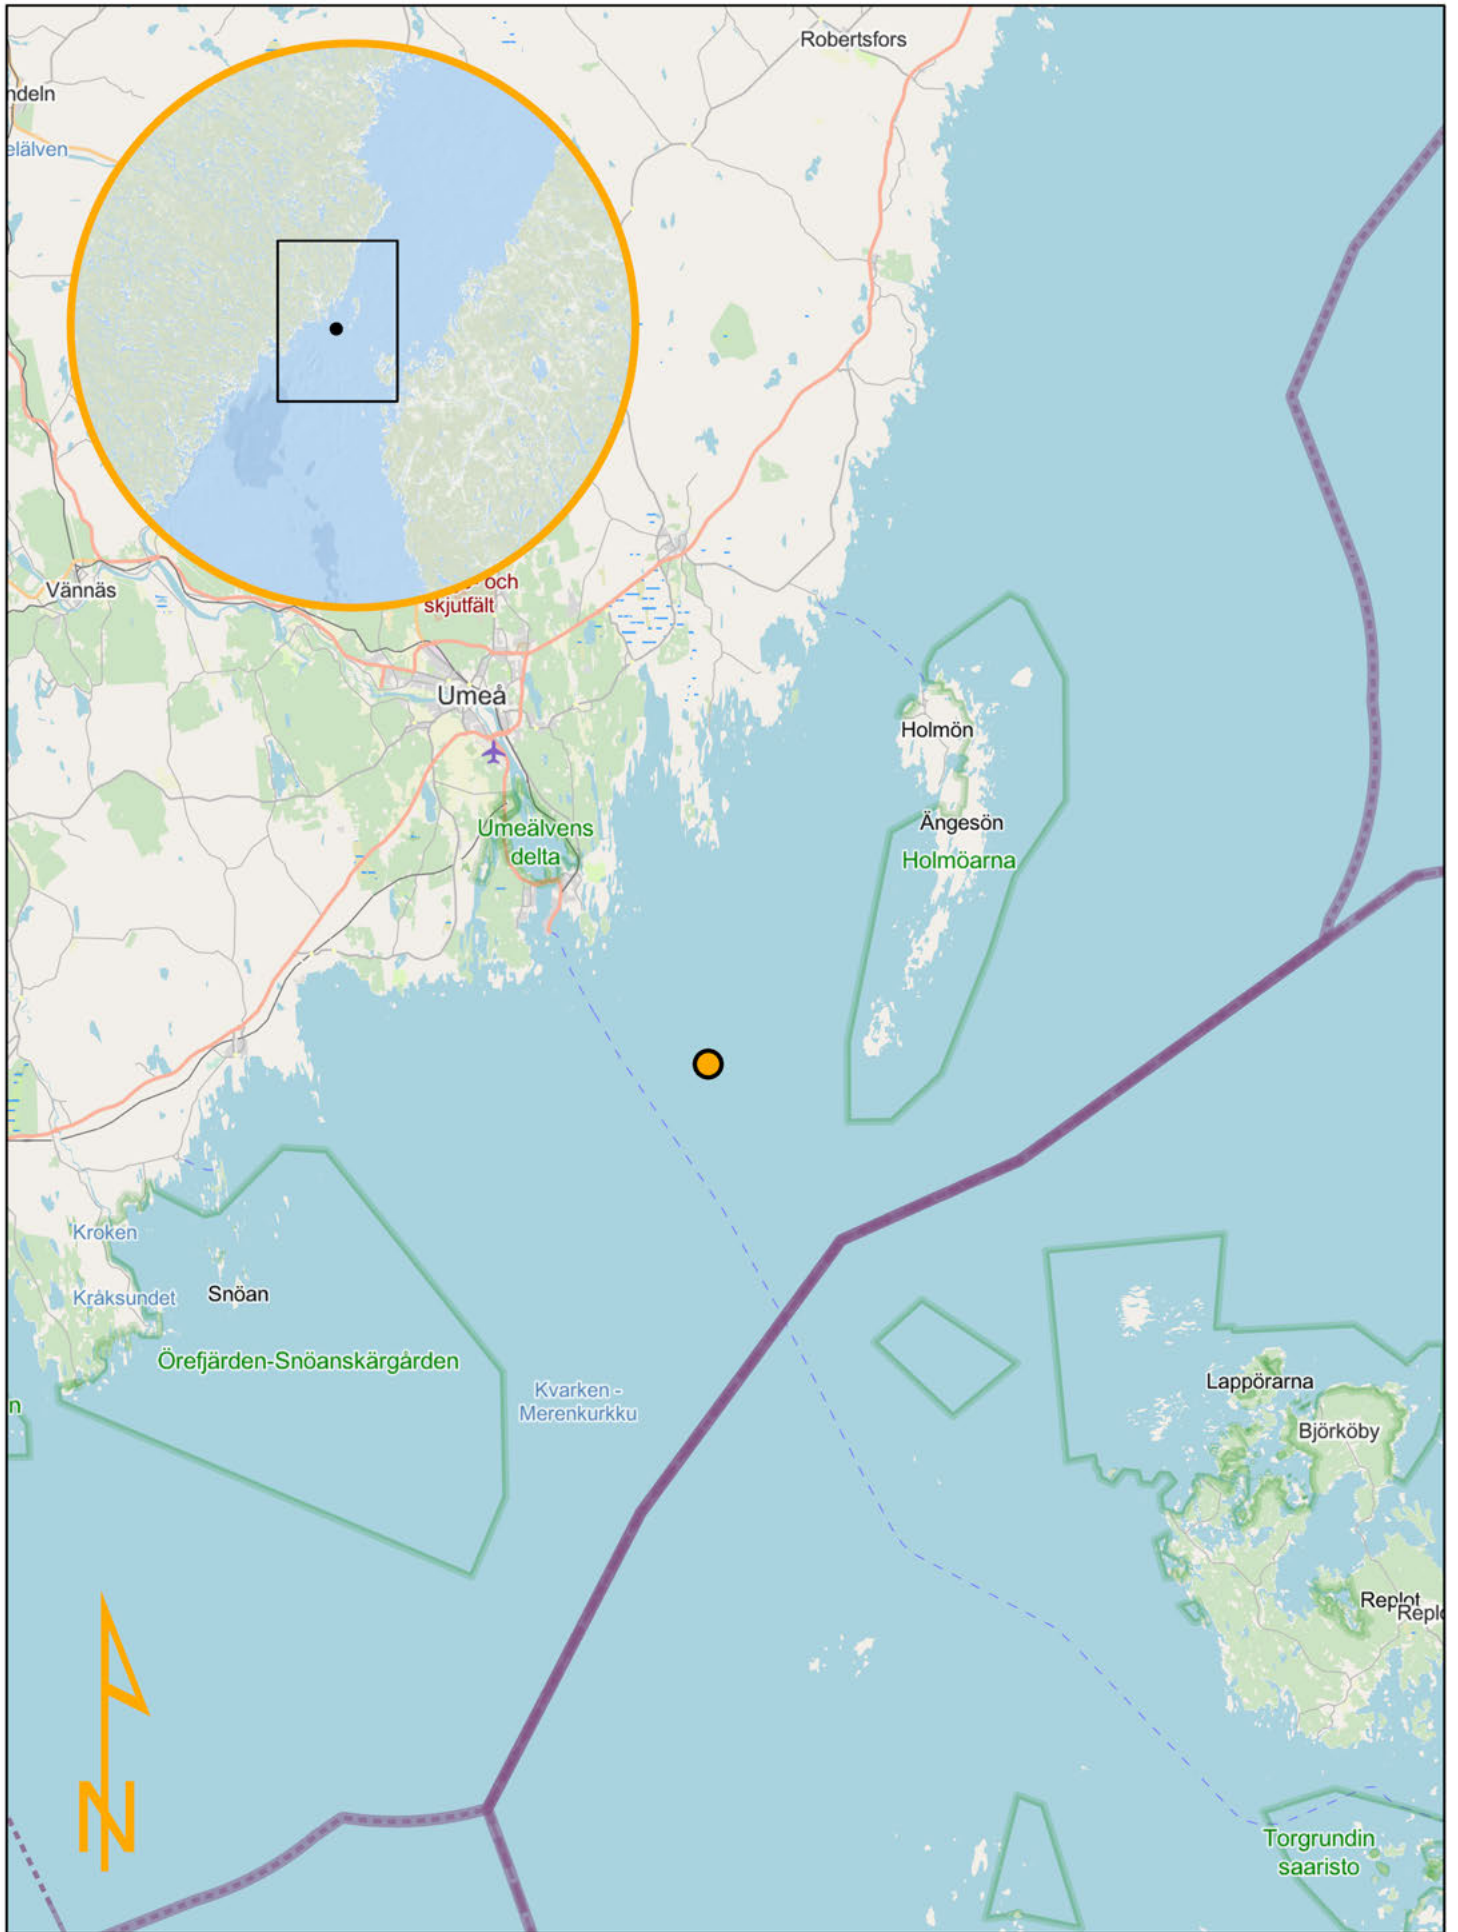 Robertsfors
ndeln
elälven
och
skjutfält
Vännäs
Umeå
Holmön
Ängesön
Holmöarna
Umeälvens
delta
Kroken
Kråksundet
Snöan
Örefjärden-Snöanskärgården
n
Kvarken -
Merenkurkku
Lappörarna
Björköby
Replot
Replo
N
Torgrundin
saaristo